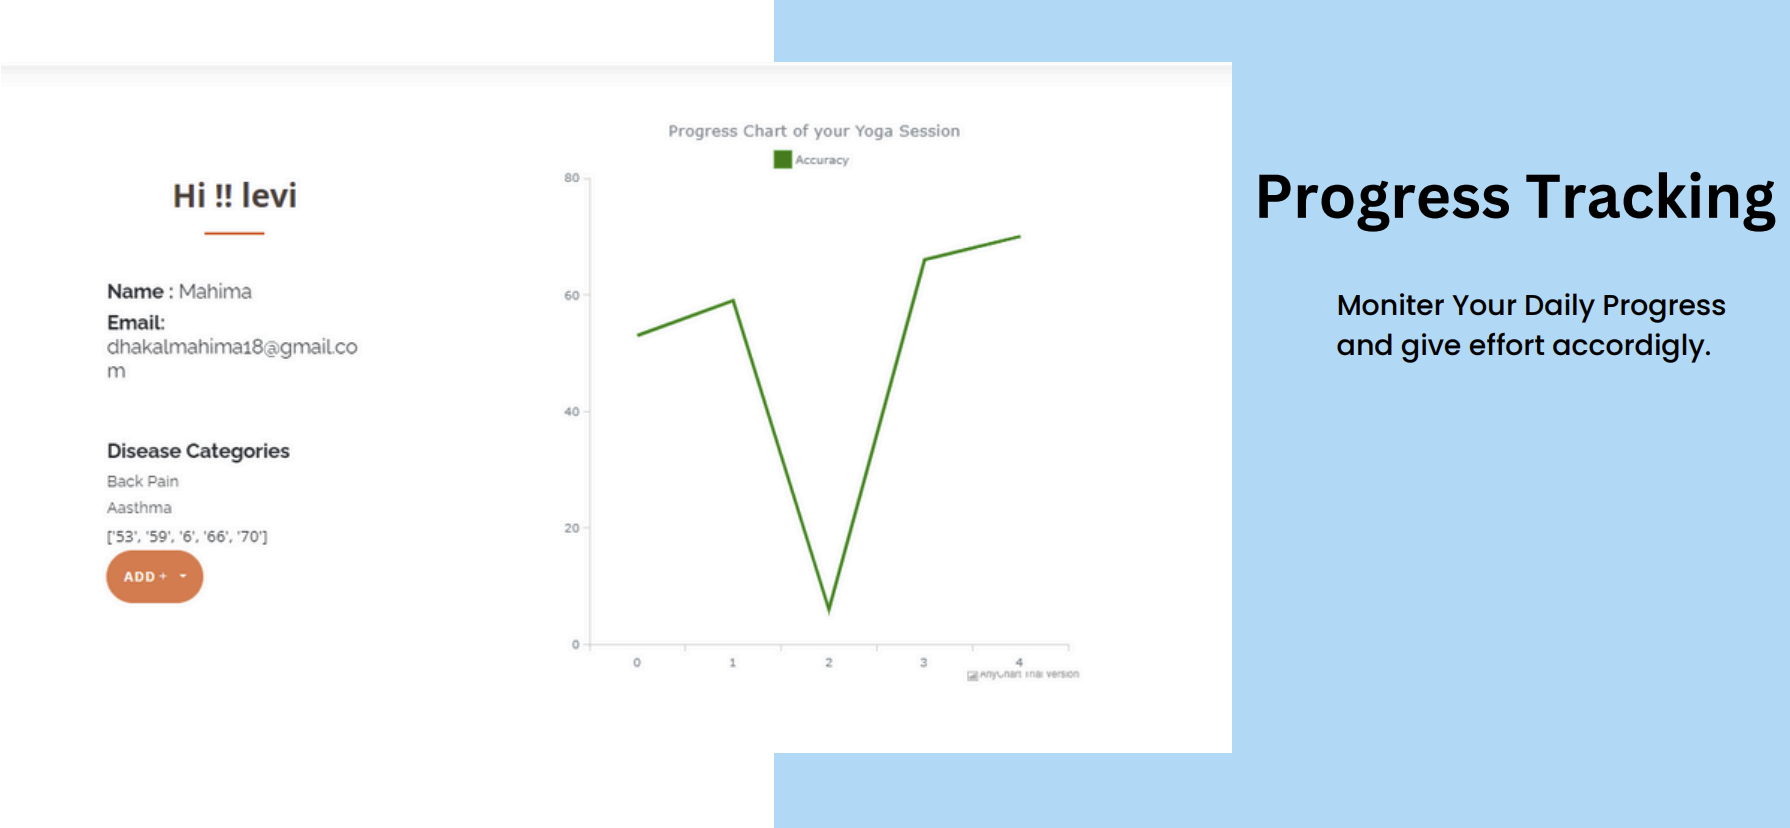 Hi !! levi
Name : Mahima
Email:
dhakalmahima18@gmail.co
m
Disease Categories
Back Pain
Aasthma
['53', '59', '6', '66', '70']
ADD +
Progress Chart of your Yoga Session
Accuracy
80
60
40
20
0
0 1 2 3 4
AnyChart Trial Version
Progress Tracking
Moniter Your Daily Progress
and give effort accordigly.